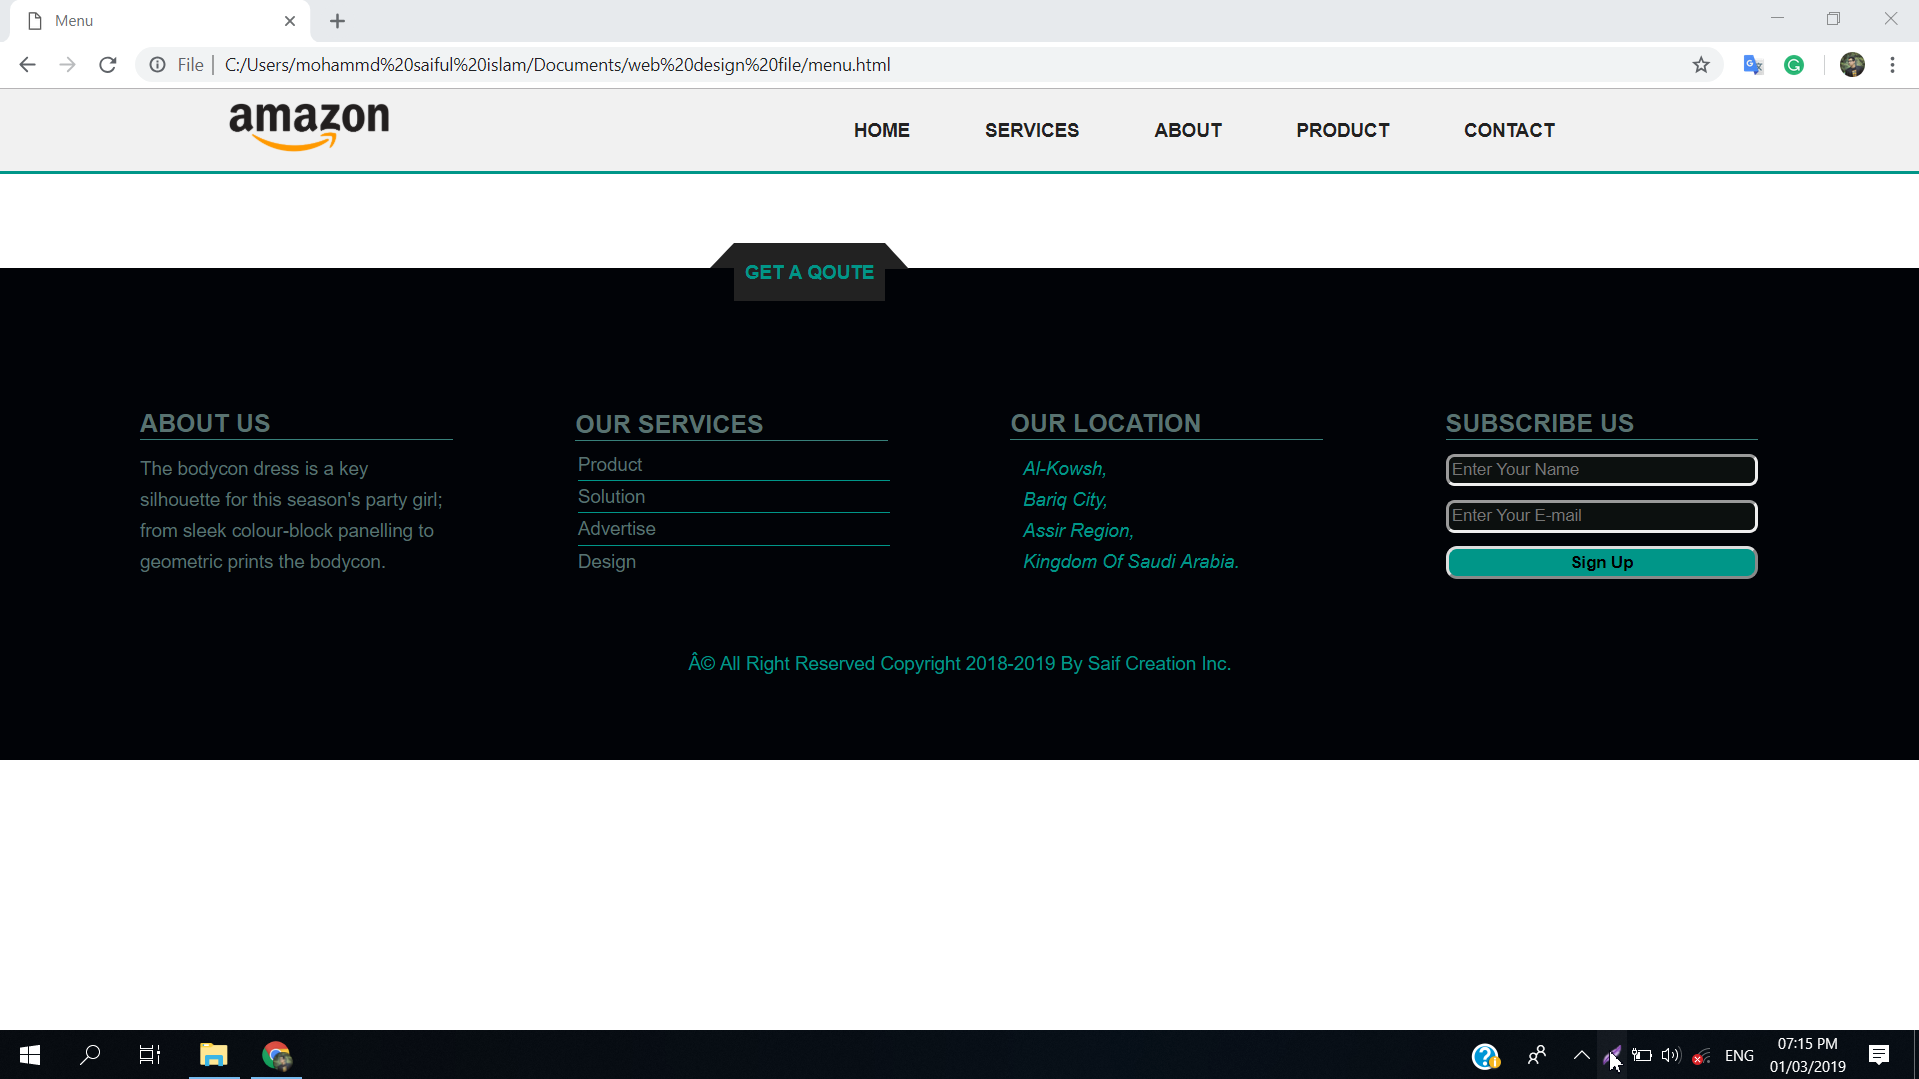 Menu
File | C:/Users/mohammd%20saiful%20islam/Documents/web%20design%20file/menu.html
amazon
HOME SERVICES ABOUT PRODUCT CONTACT
GET A QOUTE
ABOUT US
The bodycon dress is a key
silhouette for this season's party girl;
from sleek colour-block panelling to
geometric prints the bodycon.
OUR SERVICES
Product
Solution
Advertise
Design
OUR LOCATION
Al-Kowsh,
Bariq City,
Assir Region,
Kingdom Of Saudi Arabia.
SUBSCRIBE US
Enter Your Name
Enter Your E-mail
Sign Up
Â© All Right Reserved Copyright 2018-2019 By Saif Creation Inc.
ENG
07:15 PM
01/03/2019